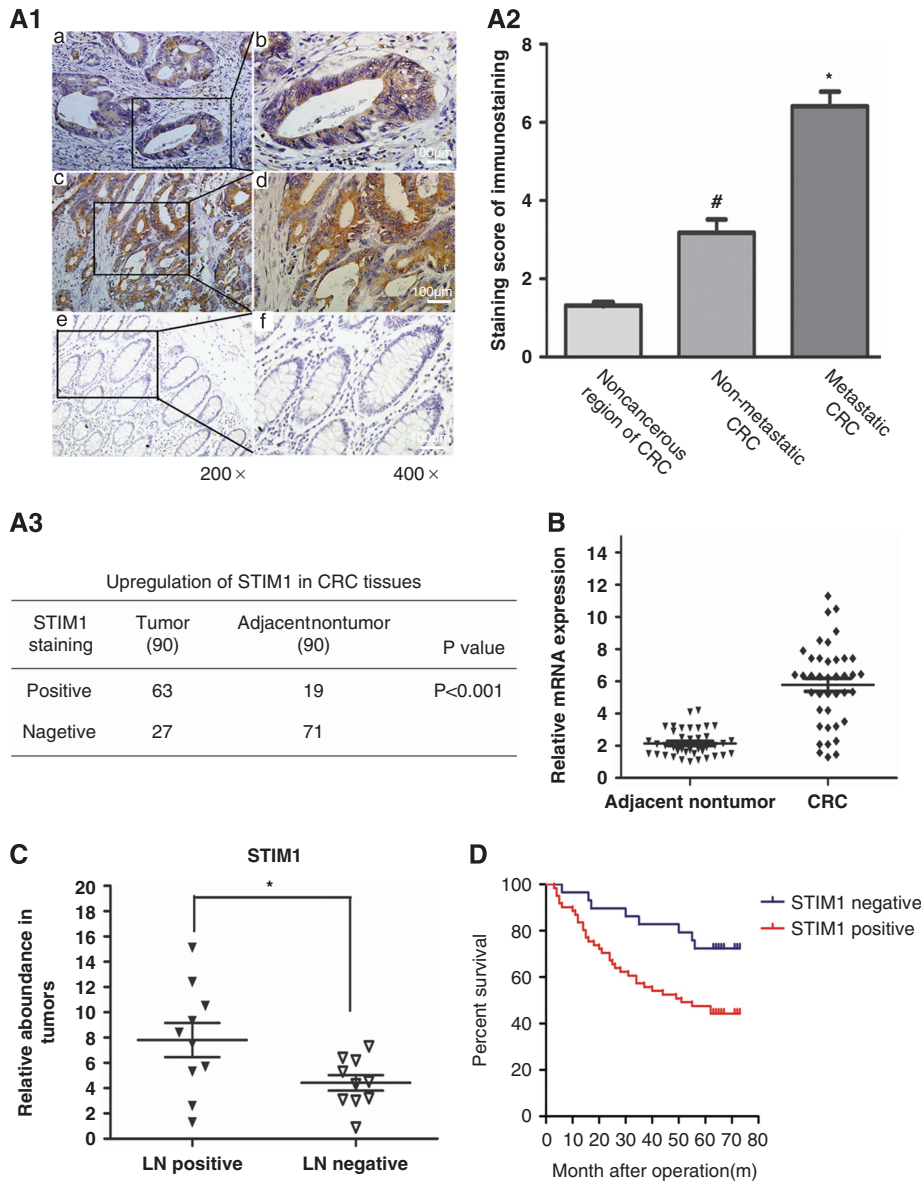 A1
a
b
100μm
c
d
100μm
e
f
100μm
200×
400×
A2
Staining score of immunostaining
8
6
4
2
0
#
*
Noncancerous
region of CRC
Non-metastatic
CRC
Metastatic
CRC
A3
Upregulation of STIM1 in CRC tissues
STIM1
staining
Tumor
(90)
Adjacentnontumor
(90)
P value
Positive 63 19 P<0.001
Nagetive 27 71
B
Relative mRNA expression
14
12
10
8
6
4
2
0
Adjacent nontumor
CRC
C
STIM1
*
Relative aboundance in
tumors
20
18
16
14
12
10
8
6
4
2
0
LN positive
LN negative
D
Percent survival
100
80
60
40
20
0
STIM1 negative
STIM1 positive
0 10 20 30 40 50 60 70 80
Month after operation(m)